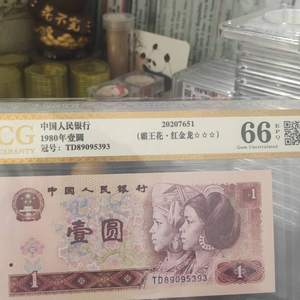 CG
中国人民银行
1980年壹圆
冠号: TD89095393
20207651
(霸王花·红金龙☆☆☆)
66 EPQ
Gem Uncirculated
中国人民银行
1
壹圆
TD89095393
1
1